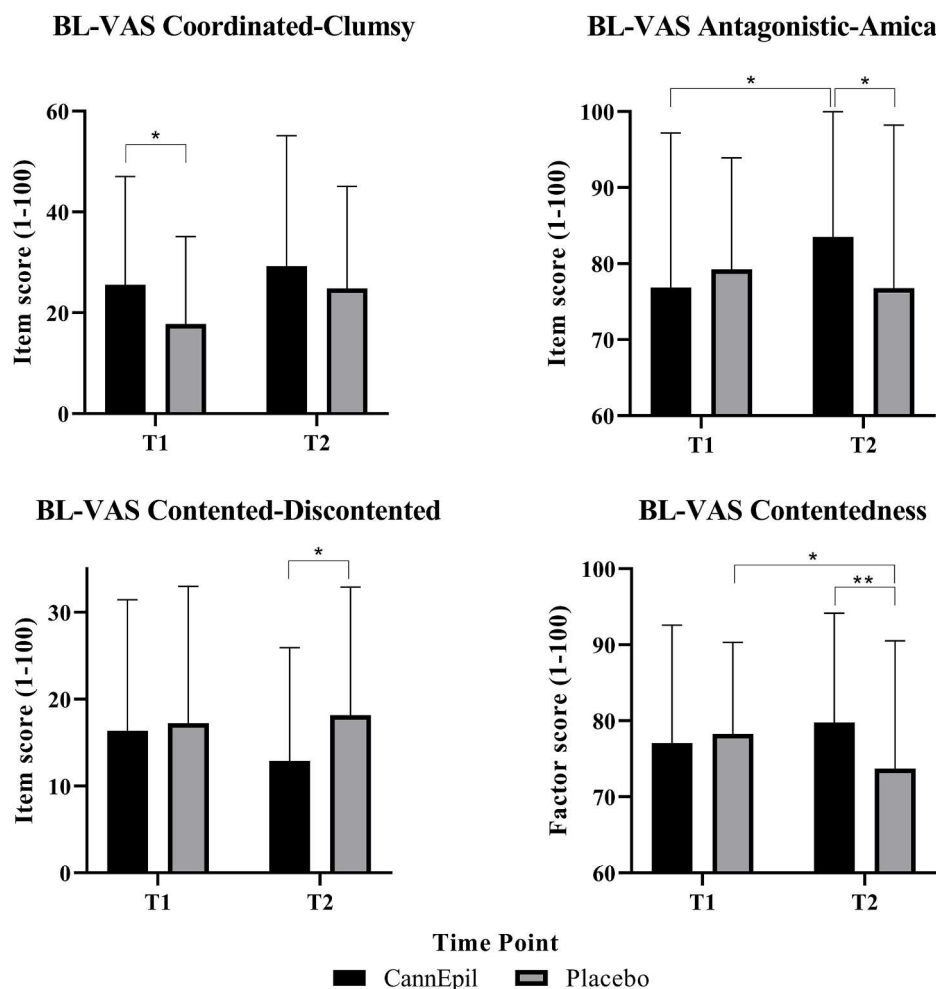 BL-VAS Coordinated-Clumsy
*
Item score (1-100)
60
40
20
0
T1
T2
BL-VAS Antagonistic-Amica
*
*
Item score (1-100)
100
90
80
70
60
T1
T2
BL-VAS Contented-Discontented
*
Item score (1-100)
30
20
10
0
T1
T2
BL-VAS Contentedness
*
**
Factor score (1-100)
100
90
80
70
60
T1
T2
Time Point
CannEpil
Placebo